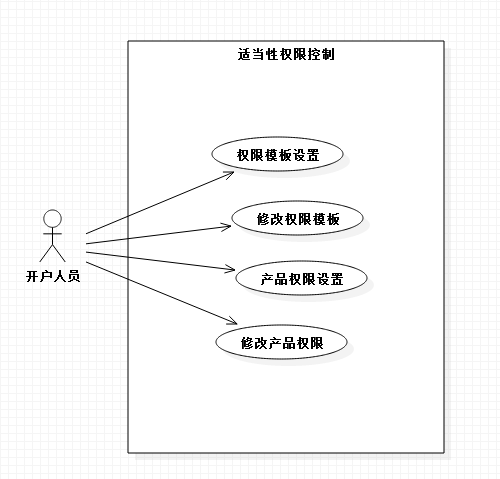 适当性权限控制
权限模板设置
修改权限模板
产品权限设置
开户人员
修改产品权限